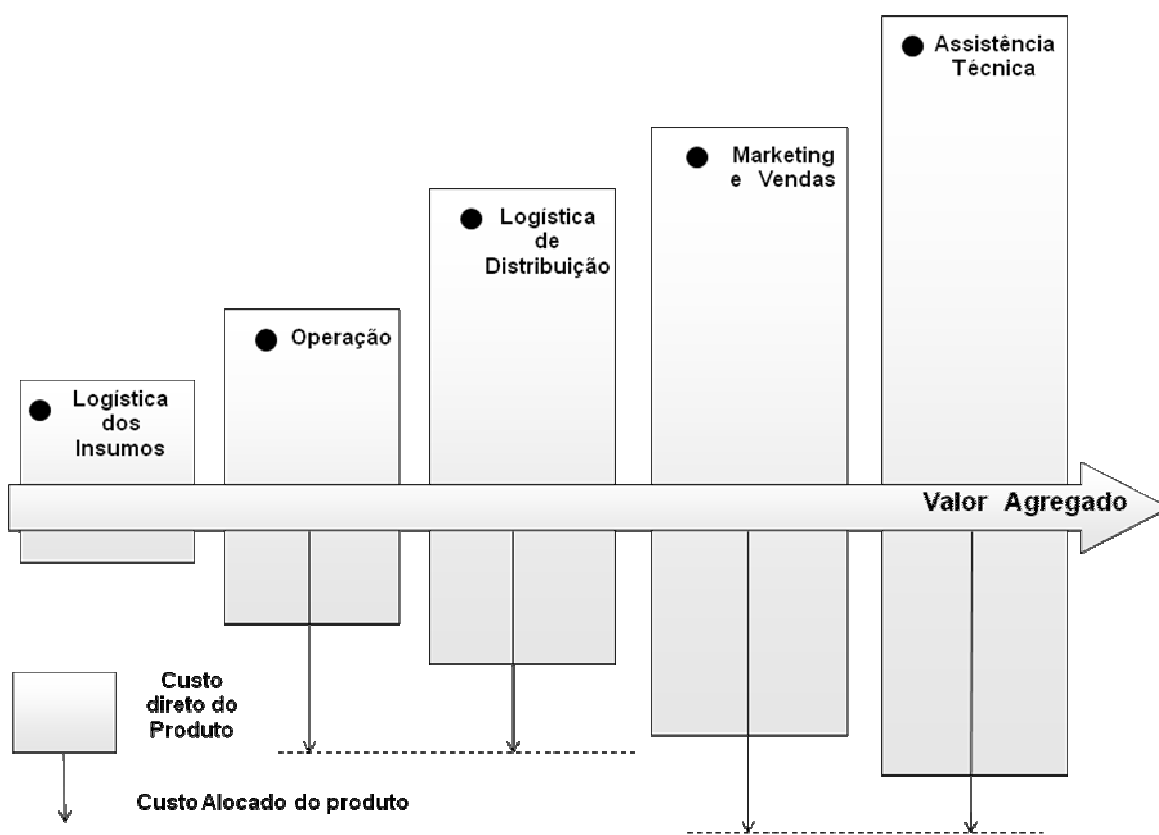 Assistência
Técnica
Marketing
e Vendas
Logística
de
Distribuição
Operação
Logística
dos
Insumos
Valor Agregado
Custo
direto do
Produto
Custo Alocado do produto